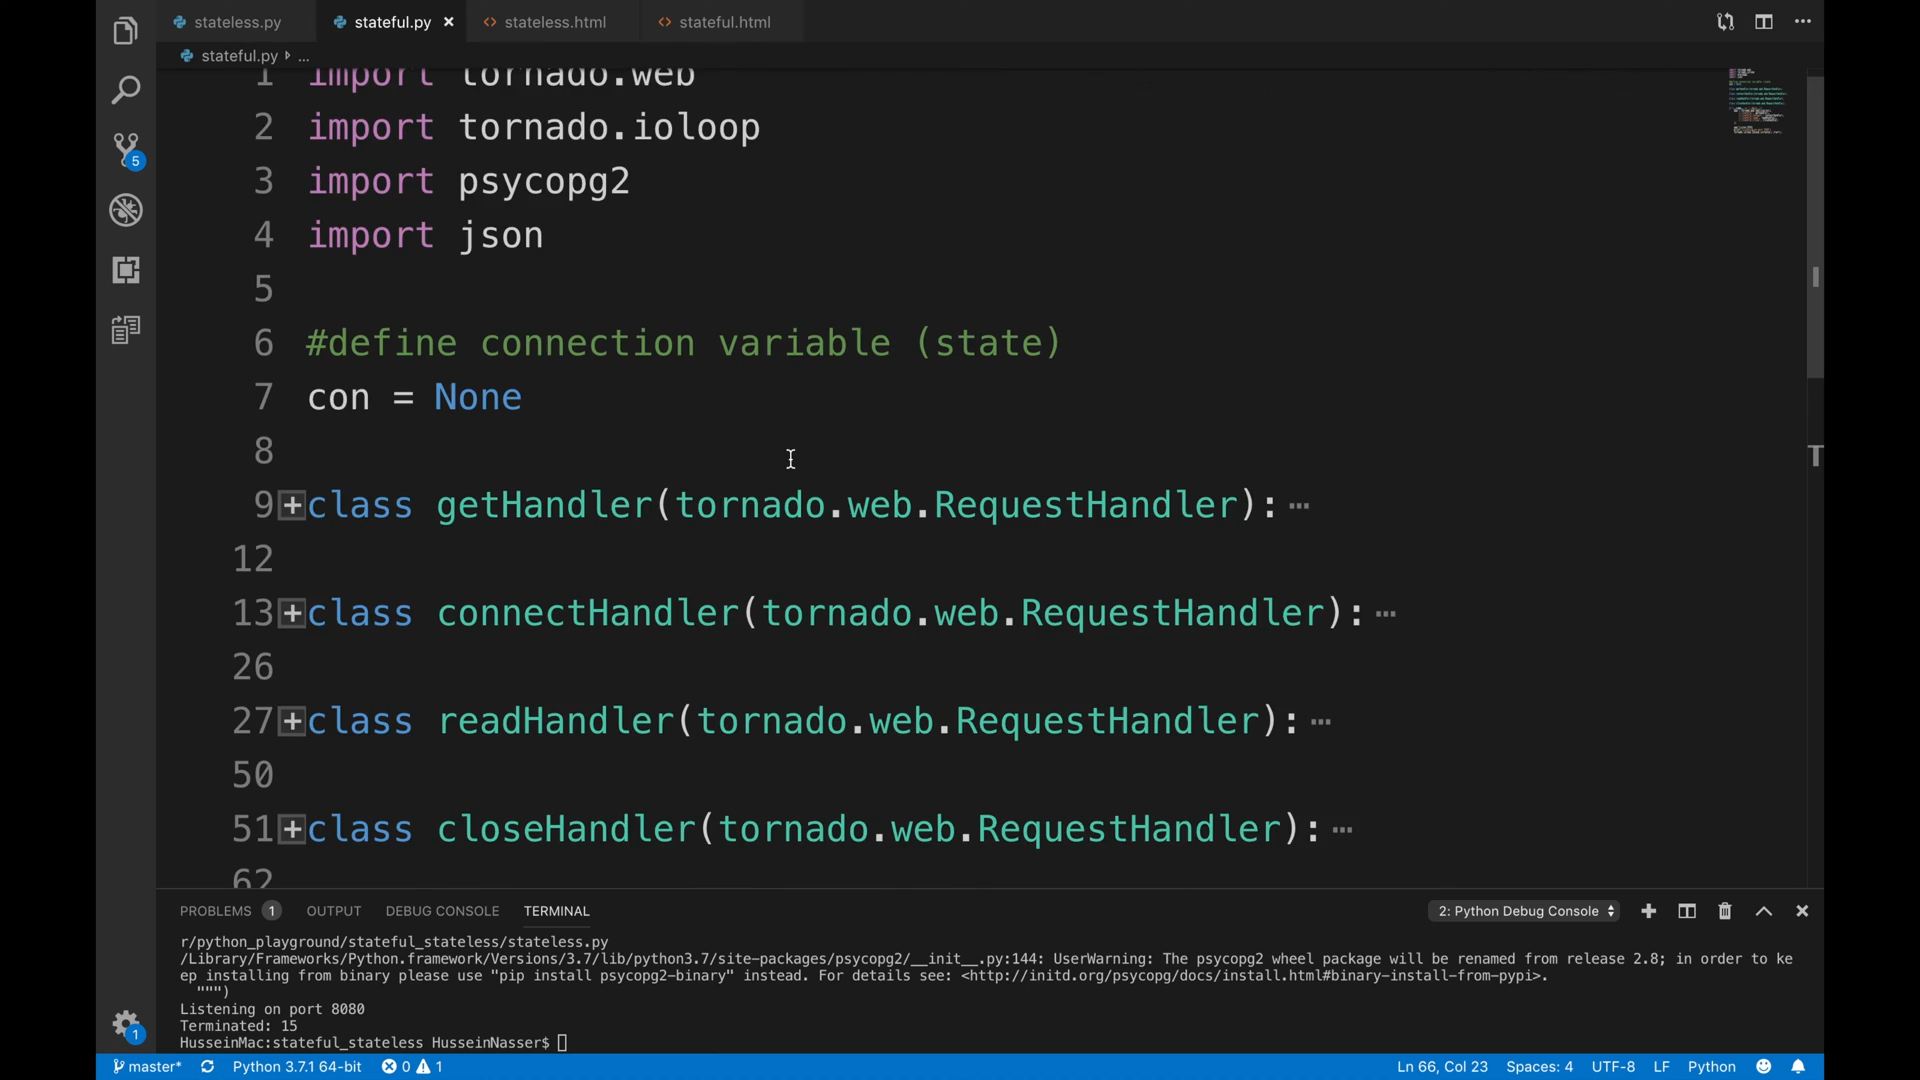 stateless.py
stateful.py ×
<> stateless.html
<> stateful.html
stateful.py ...
1 import tornado.web
2 import tornado.ioloop
3 import psycopg2
4 import json
5
6 #define connection variable (state)
7 con = None
8
9 class getHandler(tornado.web.RequestHandler): ···
12
13 class connectHandler(tornado.web.RequestHandler): ···
26
27 class readHandler(tornado.web.RequestHandler): ···
50
51 class closeHandler(tornado.web.RequestHandler): ···
62
5
PROBLEMS 1 OUTPUT DEBUG CONSOLE TERMINAL
2: Python Debug Console
r/python_playground/stateful_stateless/stateless.py
/Library/Frameworks/Python.framework/Versions/3.7/lib/python3.7/site-packages/psycopg2/__init__.py:144: UserWarning: The psycopg2 wheel package will be renamed from release 2.8; in order to ke
ep installing from binary please use "pip install psycopg2-binary" instead. For details see: <http://initd.org/psycopg/docs/install.html#binary-install-from-pypi>.
""")
Listening on port 8080
Terminated: 15
HusseinMac:stateful_stateless HusseinNasser$
1
master* Python 3.7.1 64-bit 0 1 Ln 66, Col 23 Spaces: 4 UTF-8 LF Python